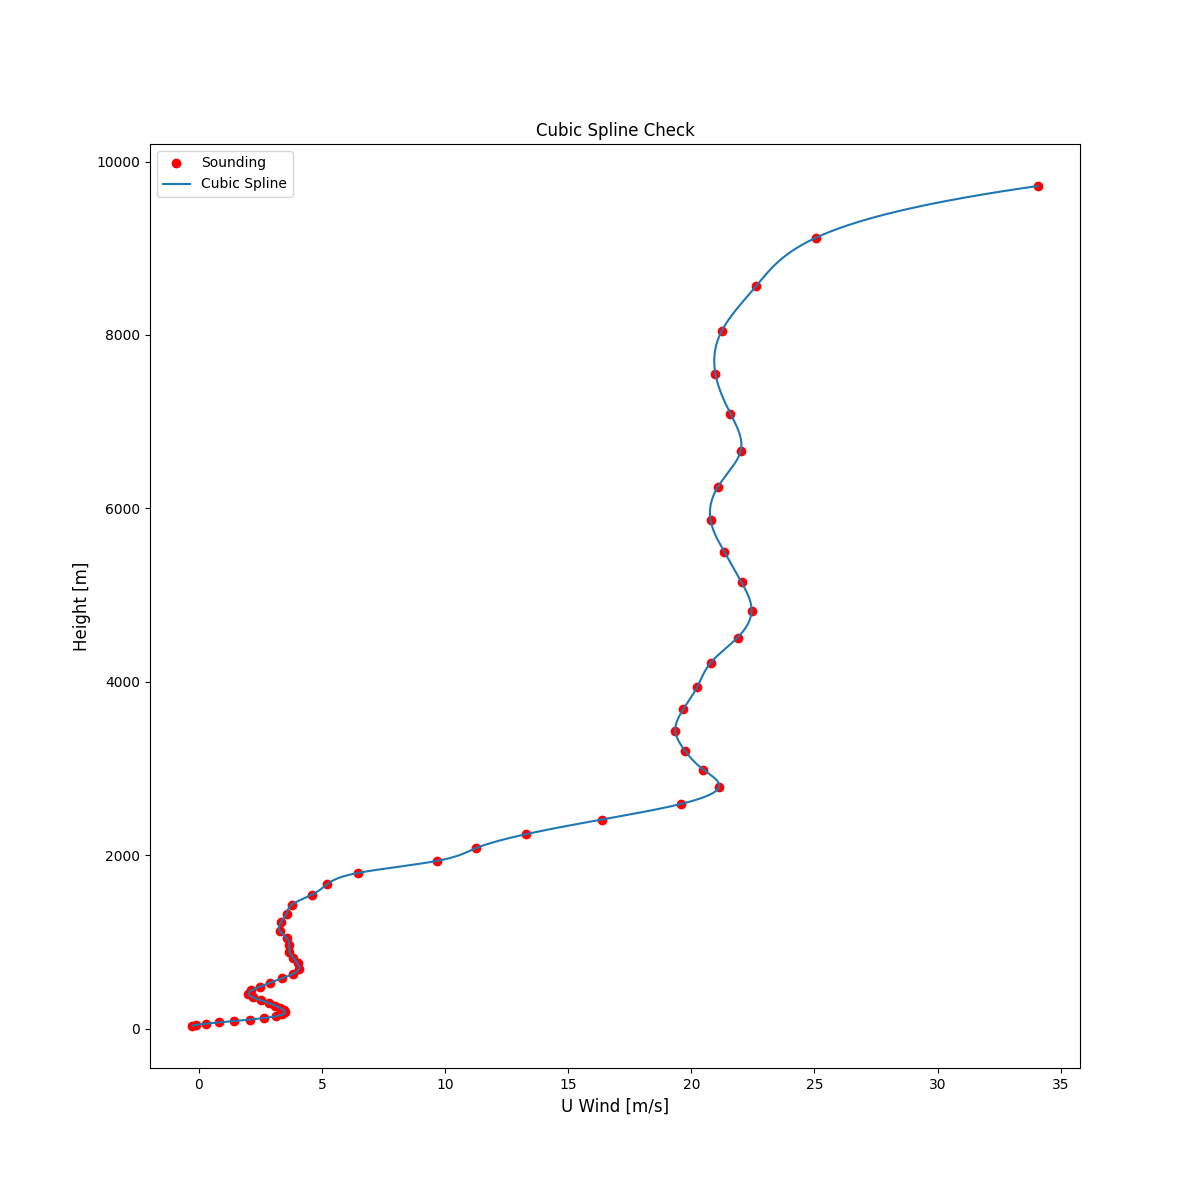 Cubic Spline Check
Sounding
Cubic Spline
10000
8000
6000
4000
2000
0
Height [m]
0 5 10 15 20 25 30 35
U Wind [m/s]